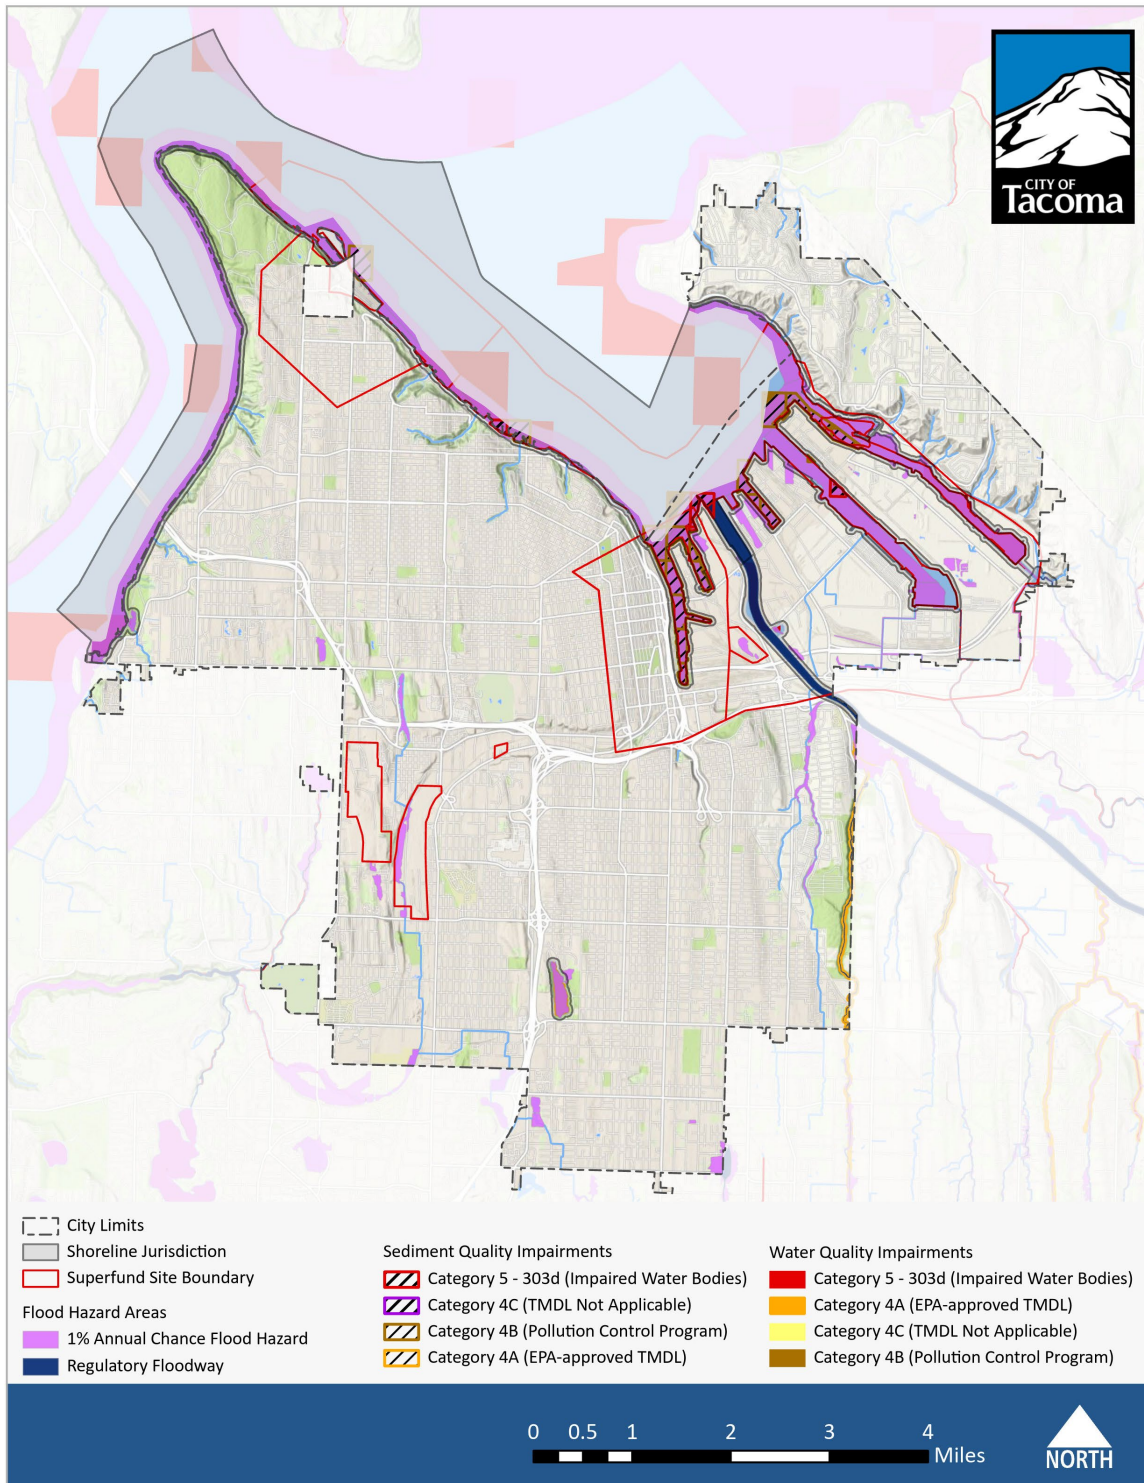 CITY OF
Tacoma
City Limits
Shoreline Jurisdiction
Superfund Site Boundary
Flood Hazard Areas
1% Annual Chance Flood Hazard
Regulatory Floodway
Sediment Quality Impairments
Category 5 - 303d (Impaired Water Bodies)
Category 4C (TMDL Not Applicable)
Category 4B (Pollution Control Program)
Category 4A (EPA-approved TMDL)
Water Quality Impairments
Category 5 - 303d (Impaired Water Bodies)
Category 4A (EPA-approved TMDL)
Category 4C (TMDL Not Applicable)
Category 4B (Pollution Control Program)
0 0.5 1 2 3 4
Miles
NORTH